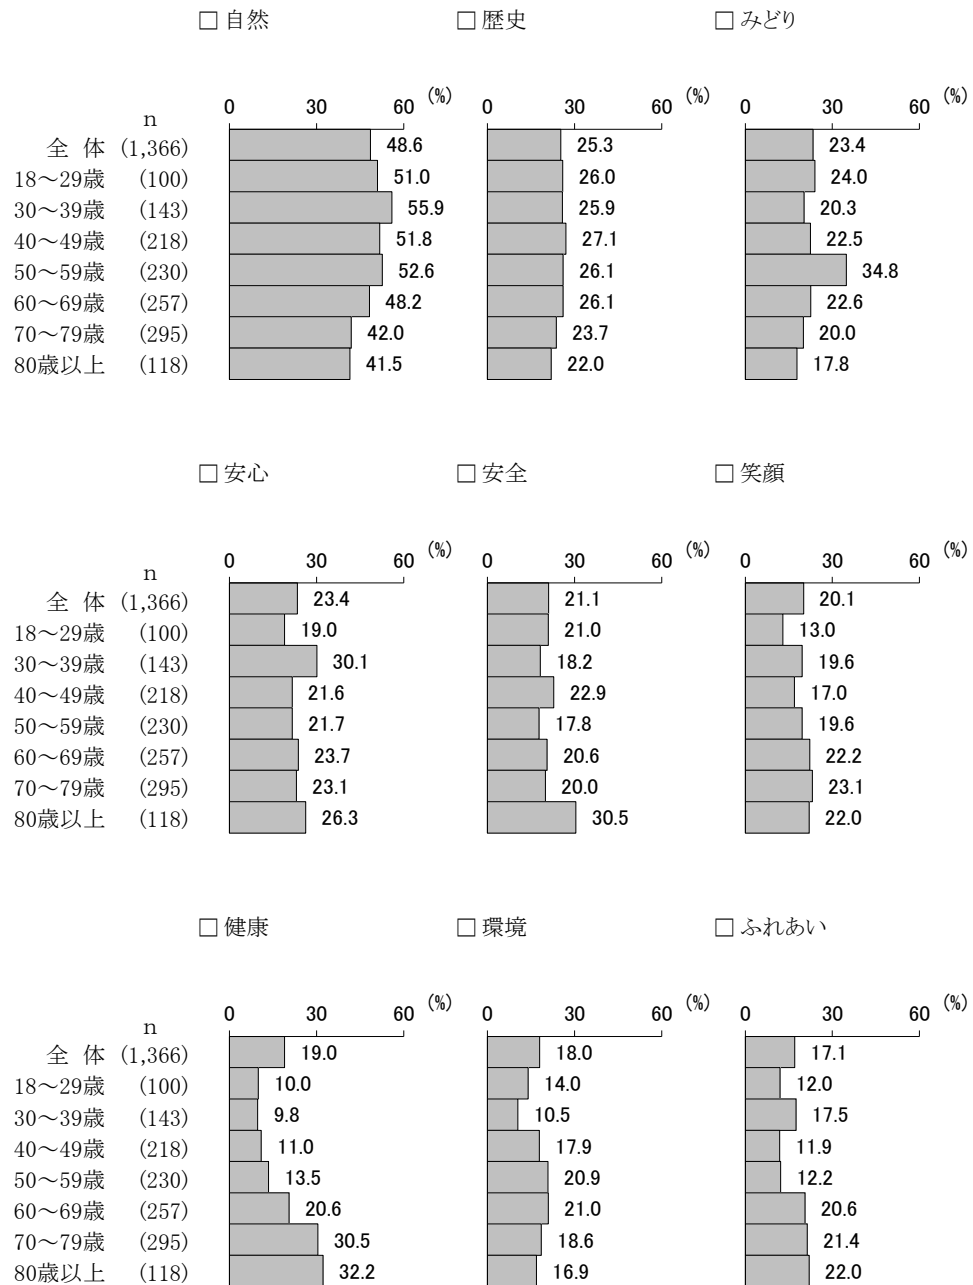 □ 自然 □ 歴史 □ みどり
0 30 60 (%) 0 30 60 (%) 0 30 60 (%)
n
全 体 (1,366) 48.6 25.3 23.4
18～29歳 (100) 51.0 26.0 24.0
30～39歳 (143) 55.9 25.9 20.3
40～49歳 (218) 51.8 27.1 22.5
50～59歳 (230) 52.6 26.1 34.8
60～69歳 (257) 48.2 26.1 22.6
70～79歳 (295) 42.0 23.7 20.0
80歳以上 (118) 41.5 22.0 17.8
□ 安心 □ 安全 □ 笑顔
0 30 60 (%) 0 30 60 (%) 0 30 60 (%)
n
全 体 (1,366) 23.4 21.1 20.1
18～29歳 (100) 19.0 21.0 13.0
30～39歳 (143) 30.1 18.2 19.6
40～49歳 (218) 21.6 22.9 17.0
50～59歳 (230) 21.7 17.8 19.6
60～69歳 (257) 23.7 20.6 22.2
70～79歳 (295) 23.1 20.0 23.1
80歳以上 (118) 26.3 30.5 22.0
□ 健康 □ 環境 □ ふれあい
0 30 60 (%) 0 30 60 (%) 0 30 60 (%)
n
全 体 (1,366) 19.0 18.0 17.1
18～29歳 (100) 10.0 14.0 12.0
30～39歳 (143) 9.8 10.5 17.5
40～49歳 (218) 11.0 17.9 11.9
50～59歳 (230) 13.5 20.9 12.2
60～69歳 (257) 20.6 21.0 20.6
70～79歳 (295) 30.5 18.6 21.4
80歳以上 (118) 32.2 16.9 22.0